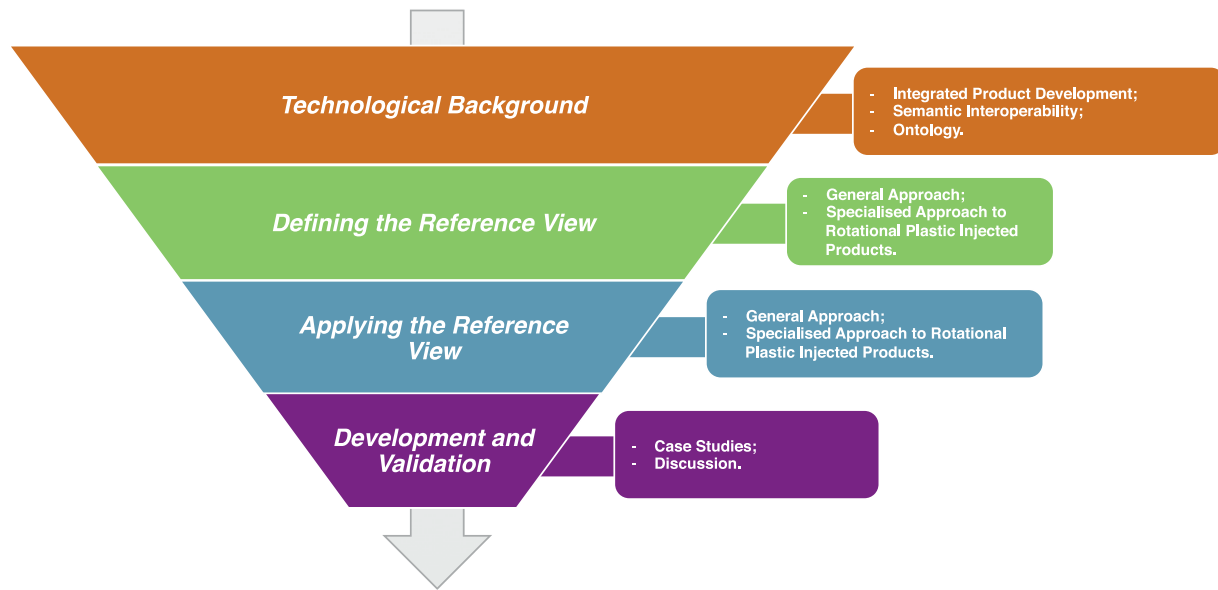 Technological Background
- Integrated Product Development;
- Semantic Interoperability;
- Ontology.
Defining the Reference View
- General Approach;
- Specialised Approach to
Rotational Plastic Injected
Products.
Applying the Reference
View
- General Approach;
- Specialised Approach to Rotational
Plastic Injected Products.
Development and
Validation
- Case Studies;
- Discussion.